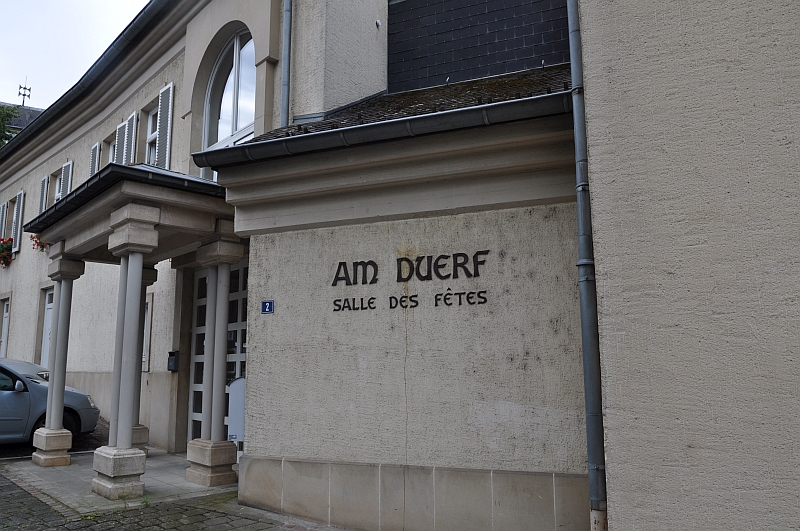 AM DUERF
SALLE DES FÊTES
2